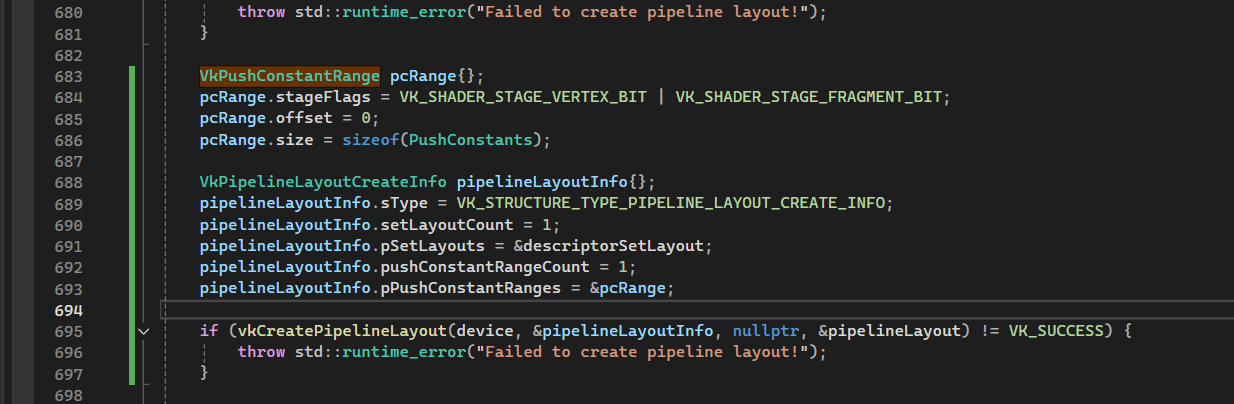 680 throw std::runtime_error("Failed to create pipeline layout!");
681 }
682
683 VkPushConstantRange pcRange{};
684 pcRange.stageFlags = VK_SHADER_STAGE_VERTEX_BIT | VK_SHADER_STAGE_FRAGMENT_BIT;
685 pcRange.offset = 0;
686 pcRange.size = sizeof(PushConstants);
687
688 VkPipelineLayoutCreateInfo pipelineLayoutInfo{};
689 pipelineLayoutInfo.sType = VK_STRUCTURE_TYPE_PIPELINE_LAYOUT_CREATE_INFO;
690 pipelineLayoutInfo.setLayoutCount = 1;
691 pipelineLayoutInfo.pSetLayouts = &descriptorSetLayout;
692 pipelineLayoutInfo.pushConstantRangeCount = 1;
693 pipelineLayoutInfo.pPushConstantRanges = &pcRange;
694
695 if (vkCreatePipelineLayout(device, &pipelineLayoutInfo, nullptr, &pipelineLayout) != VK_SUCCESS) {
696 throw std::runtime_error("Failed to create pipeline layout!");
697 }
698